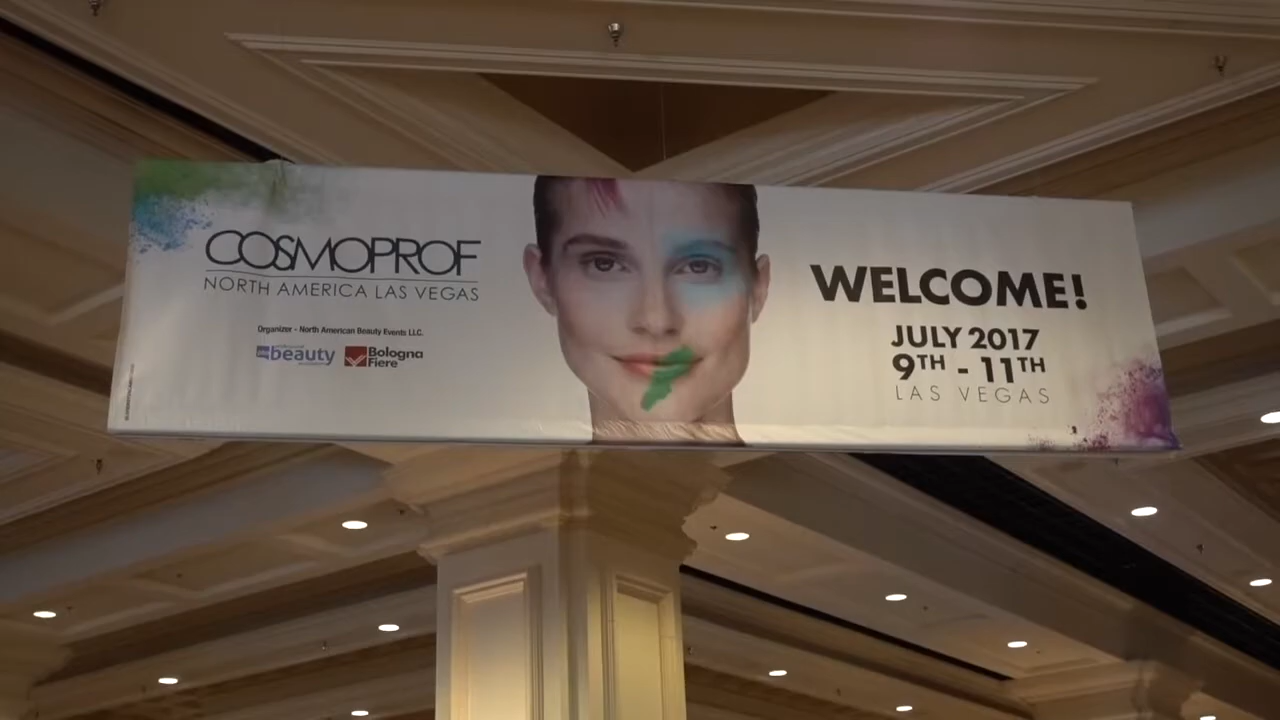 COSMOPROF
NORTH AMERICA LAS VEGAS
Organizer - North American Beauty Events LLC.
beauty
Bologna
Fiere
WELCOME!
JULY 2017
9TH - 11TH
LAS VEGAS